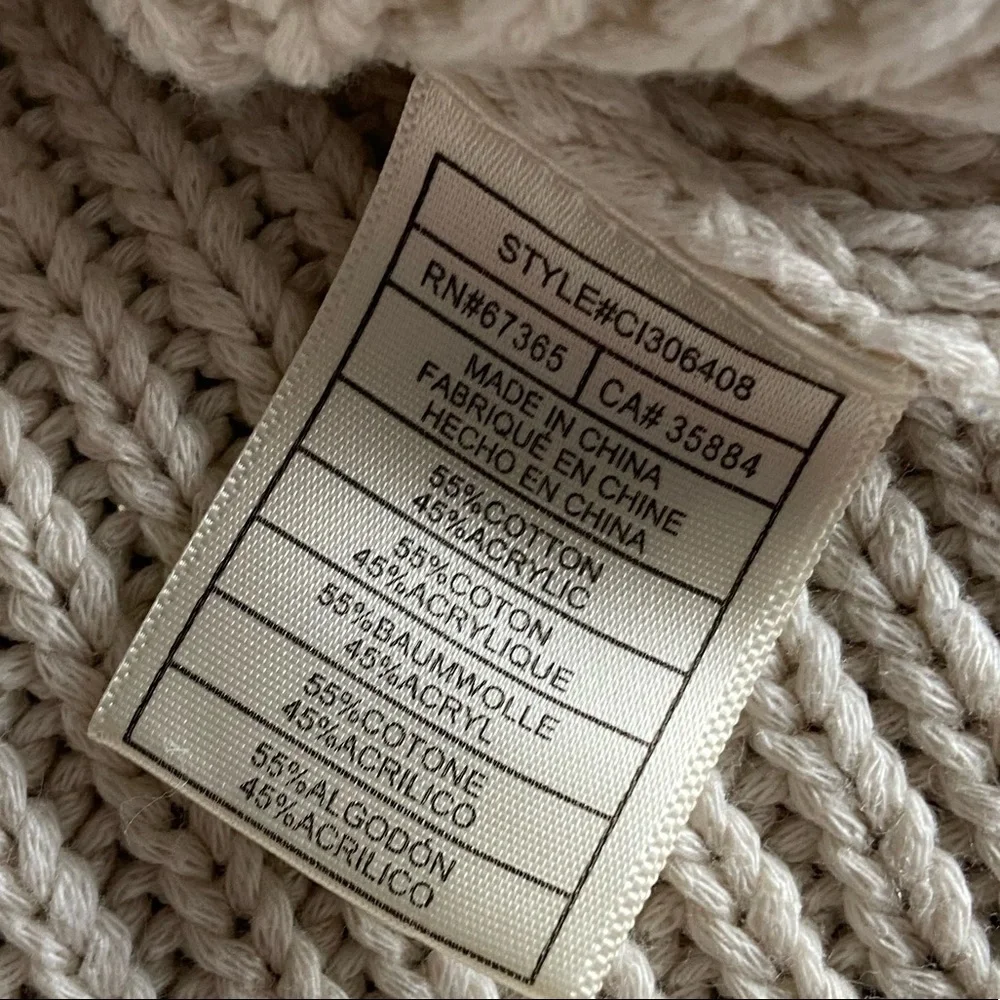 STYLE#CI306408
RN#67365 CA# 35884
MADE IN CHINA
FABRIQUÉ EN CHINE
HECHO EN CHINA
55%COTTON
45%ACRYLIC
55%COTON
45%ACRYLIQUE
55%BAUMWOLLE
45%ACRYL
55%COTONE
45%ACRILICO
55%ALGODÓN
45%ACRILICO